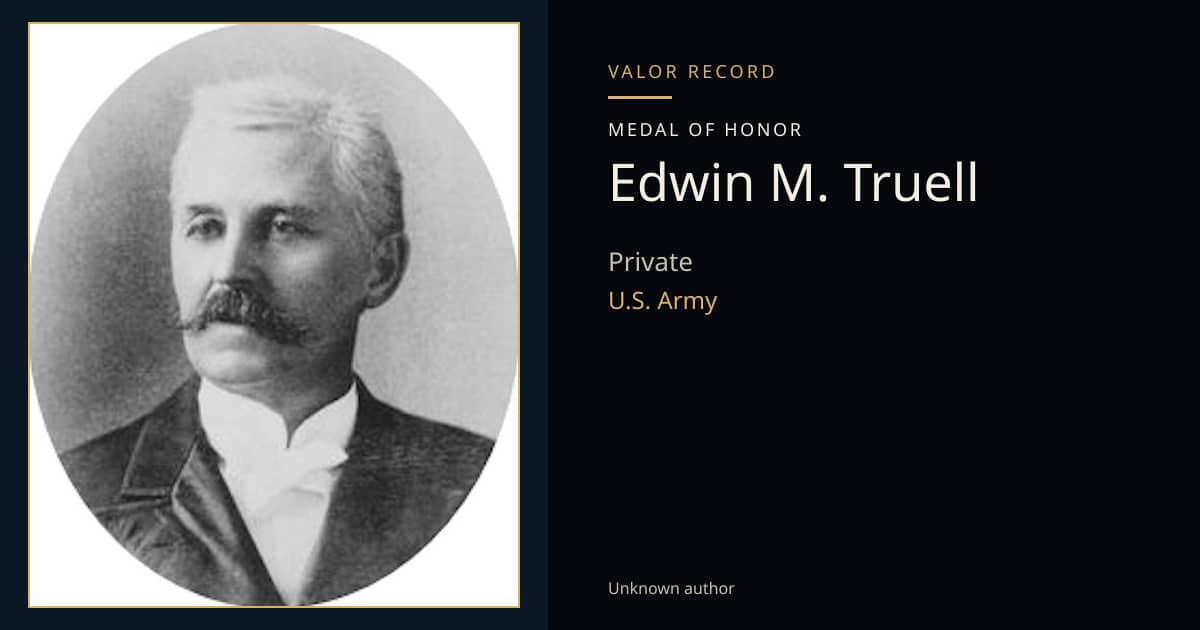 VALOR RECORD
MEDAL OF HONOR
Edwin M. Truell
Private
U.S. Army
Unknown author